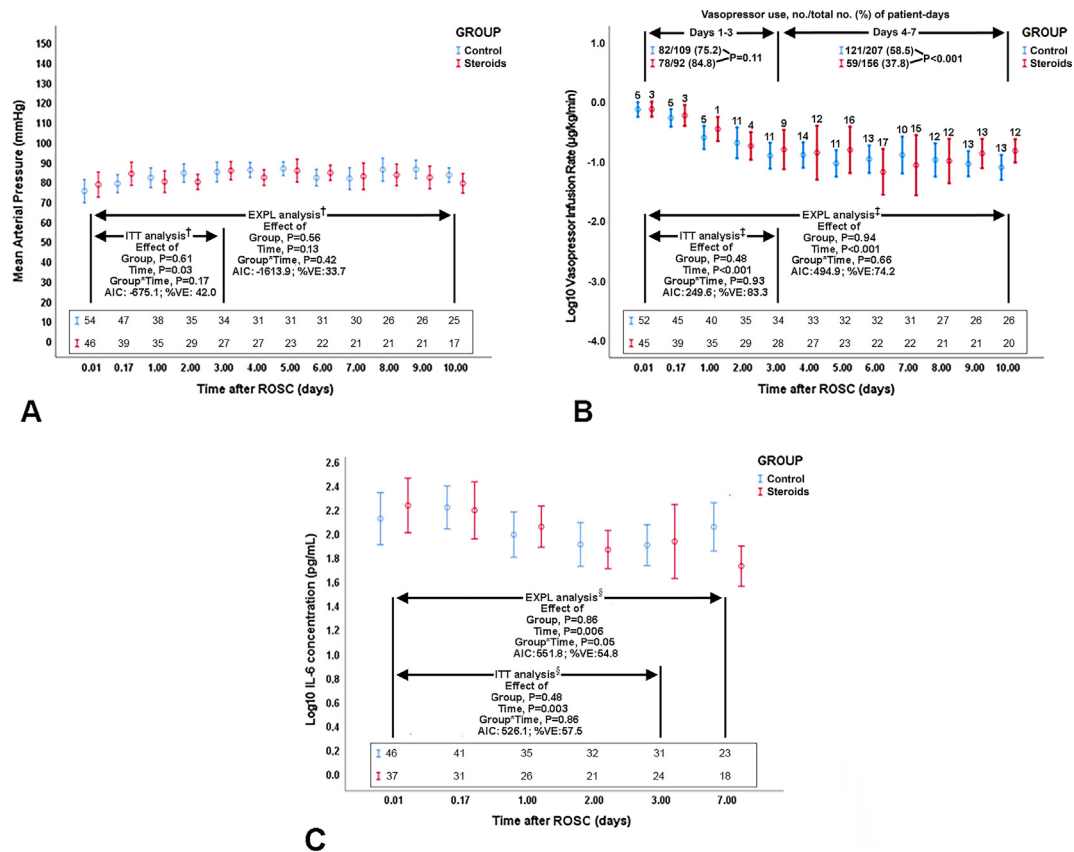 A
GROUP
Control
Steroids
Mean Arterial Pressure (mmHg)
150
140
130
120
110
100
90
80
70
60
50
40
30
20
10
0
EXPL analysis†
Effect of
Group, P=0.56
Time, P=0.13
Group*Time, P=0.42
AIC: -1613.9; %VE: 33.7
ITT analysis†
Effect of
Group, P=0.61
Time, P=0.03
Group*Time, P=0.17
AIC: -675.1; %VE: 42.0
54 47 38 35 34 31 31 31 30 26 26 25
46 39 35 29 27 27 23 22 21 21 21 17
0.01 0.17 1.00 2.00 3.00 4.00 5.00 6.00 7.00 8.00 9.00 10.00
Time after ROSC (days)
A
B
Vasopressor use, no./total no. (%) of patient-days
GROUP
Control
Steroids
Days 1-3
82/109 (75.2)
78/92 (84.8)
P=0.11
Days 4-7
121/207 (58.5)
59/156 (37.8)
P<0.001
Log10 Vasopressor Infusion Rate (µg/kg/min)
1.0
0.0
-1.0
-2.0
-3.0
-4.0
5 3 5 3 5 1 11 4 11 9 14 12 11 16 13 17 10 15 12 12 13 13 13 12
EXPL analysis‡
Effect of
Group, P=0.94
Time, P<0.001
Group*Time, P=0.66
AIC:494.9; %VE:74.2
ITT analysis‡
Effect of
Group, P=0.48
Time, P<0.001
Group*Time, P=0.93
AIC:249.6; %VE:83.3
52 45 40 35 34 33 32 32 31 27 26 26
45 39 35 29 28 27 23 22 22 21 21 20
0.01 0.17 1.00 2.00 3.00 4.00 5.00 6.00 7.00 8.00 9.00 10.00
Time after ROSC (days)
B
GROUP
Control
Steroids
Log10 IL-6 concentration (pg/mL)
2.6
2.4
2.2
2.0
1.8
1.6
1.4
1.2
1.0
0.8
0.6
0.4
0.2
0.0
EXPL analysis§
Effect of
Group, P=0.86
Time, P=0.006
Group*Time, P=0.05
AIC:551.8; %VE:54.8
ITT analysis§
Effect of
Group, P=0.48
Time, P=0.003
Group*Time, P=0.86
AIC: 526.1; %VE:57.5
46 41 35 32 31 23
37 31 26 21 24 18
0.01 0.17 1.00 2.00 3.00 7.00
Time after ROSC (days)
C